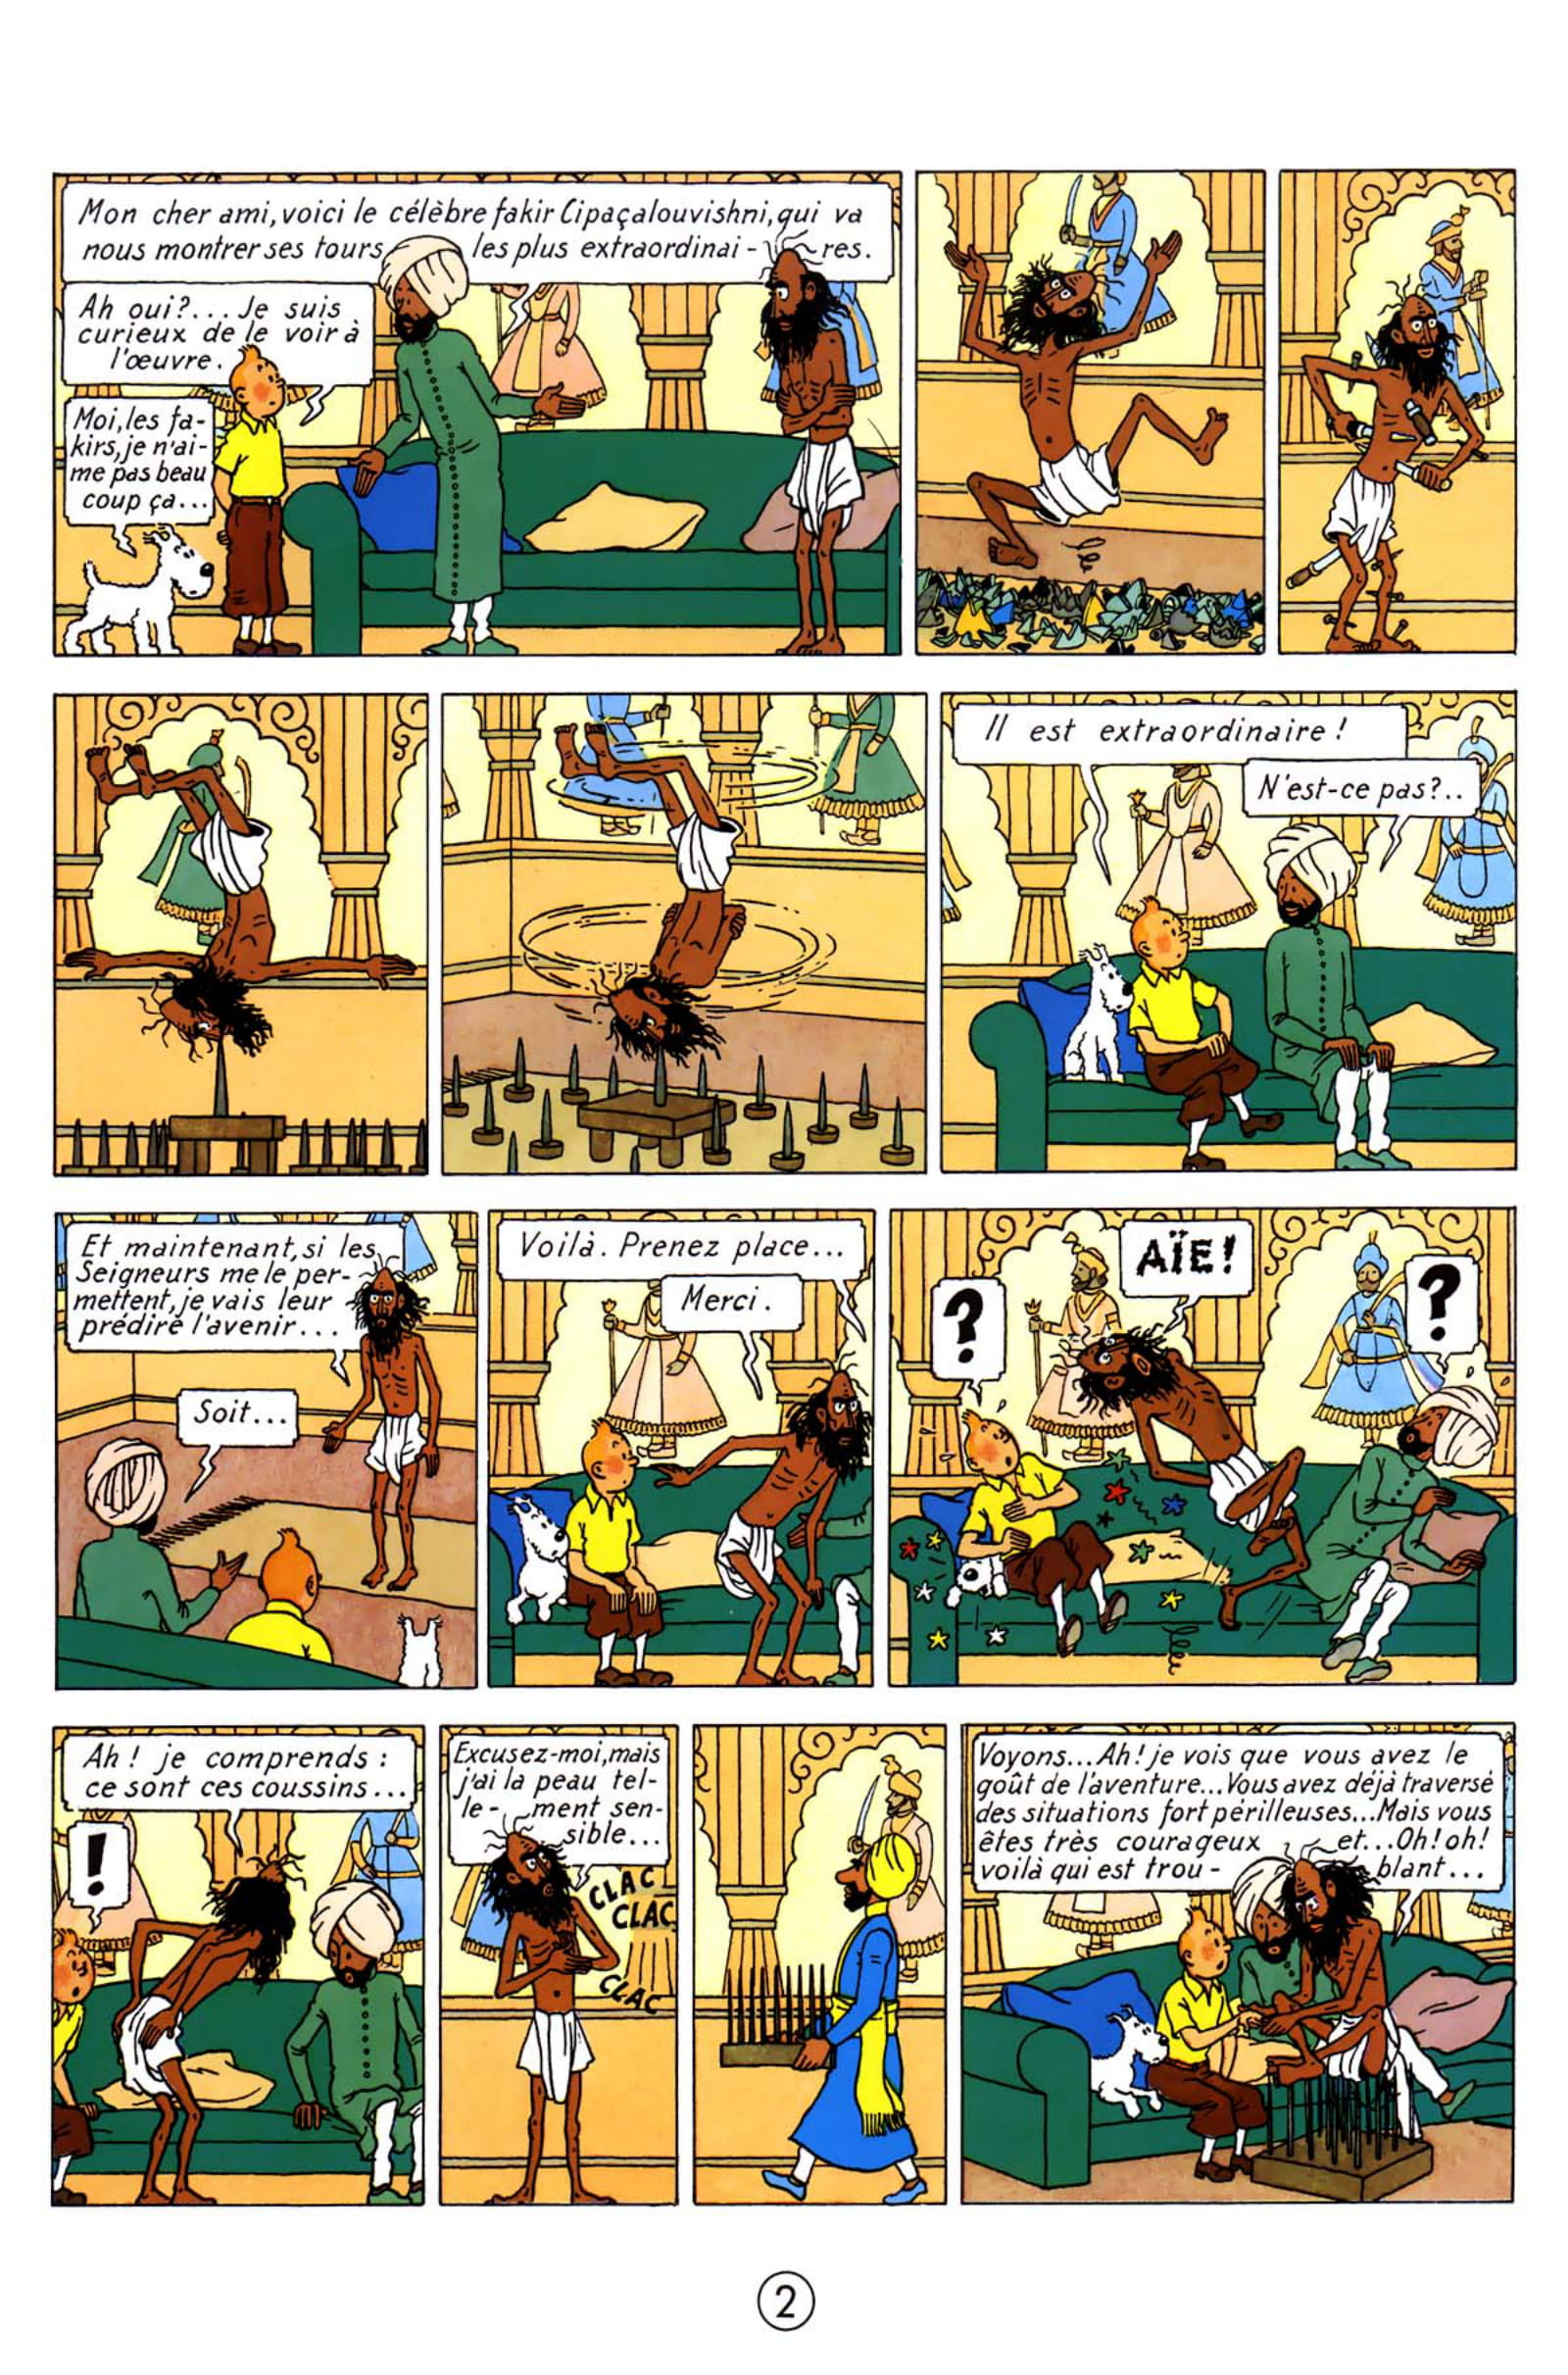 Mon cher ami, voici le célèbre fakir Cipaçalouvishni, qui va
nous montrer ses tours les plus extraordinai-res.
Ah oui?...Je suis
curieux de le voir à
l'œuvre.
Moi, les fa-
kirs, je n'ai-
me pas beau
coup ça...
Il est extraordinaire !
N'est-ce pas?..
Et maintenant, si les
Seigneurs me le per-
mettent, je vais leur
prédire l'avenir...
Soit...
Voilà. Prenez place...
Merci.
?
AÏE!
?
Ah ! je comprends :
ce sont ces coussins...
!
Excusez-moi, mais
j'ai la peau tel-
le-ment sen-
sible...
CLAC
CLAC
CLAC
Voyons...Ah! je vois que vous avez le
goût de l'aventure...Vous avez déjà traversé
des situations fort périlleuses...Mais vous
êtes très courageux et...Oh! oh!
voilà qui est trou-blant...
2